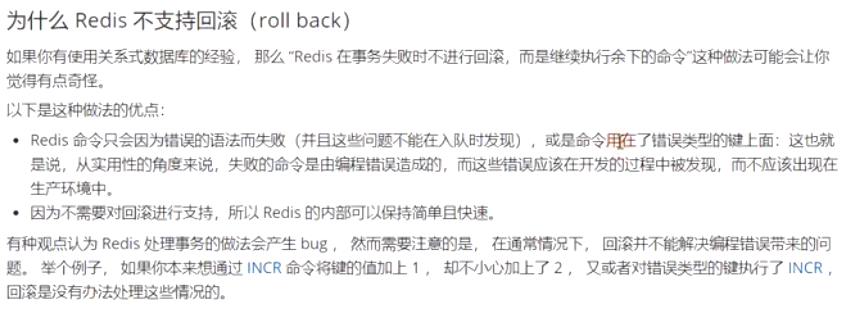 为什么 Redis 不支持回滚（roll back）
如果你有使用关系式数据库的经验， 那么 “Redis 在事务失败时不进行回滚，而是继续执行余下的命令”这种做法可能会让你
觉得有点奇怪。
以下是这种做法的优点：
• Redis 命令只会因为错误的语法而失败（并且这些问题不能在入队时发现），或是命令用在了错误类型的键上面：这也就
是说，从实用性的角度来说，失败的命令是由编程错误造成的，而这些错误应该在开发的过程中被发现，而不应该出现在
生产环境中。
• 因为不需要对回滚进行支持，所以 Redis 的内部可以保持简单且快速。
有种观点认为 Redis 处理事务的做法会产生 bug ， 然而需要注意的是， 在通常情况下， 回滚并不能解决编程错误带来的问
题。 举个例子， 如果你本来想通过 INCR 命令将键的值加上 1 ， 却不小心加上了 2 ， 又或者对错误类型的键执行了 INCR ，
回滚是没有办法处理这些情况的。